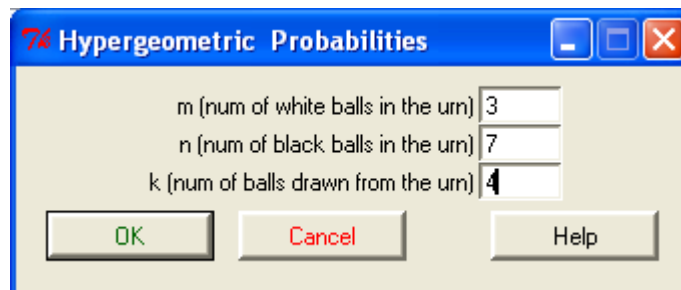 7% Hypergeometric Probabilities
m (num of white balls in the urn) 3
n (num of black balls in the urn) 7
k (num of balls drawn from the urn) 4
OK Cancel Help